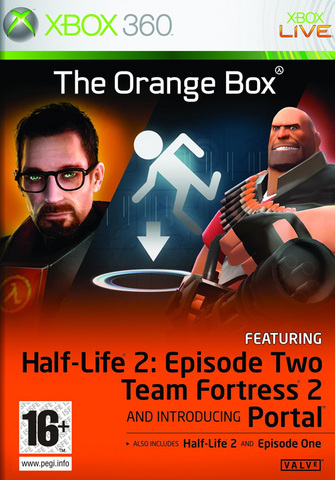 XBOX 360
XBOX
LIVE
The Orange Box
FEATURING
Half-Life 2: Episode Two
Team Fortress 2
AND INTRODUCING Portal
ALSO INCLUDES Half-Life 2 AND Episode One
16+
www.pegi.info
VALVE